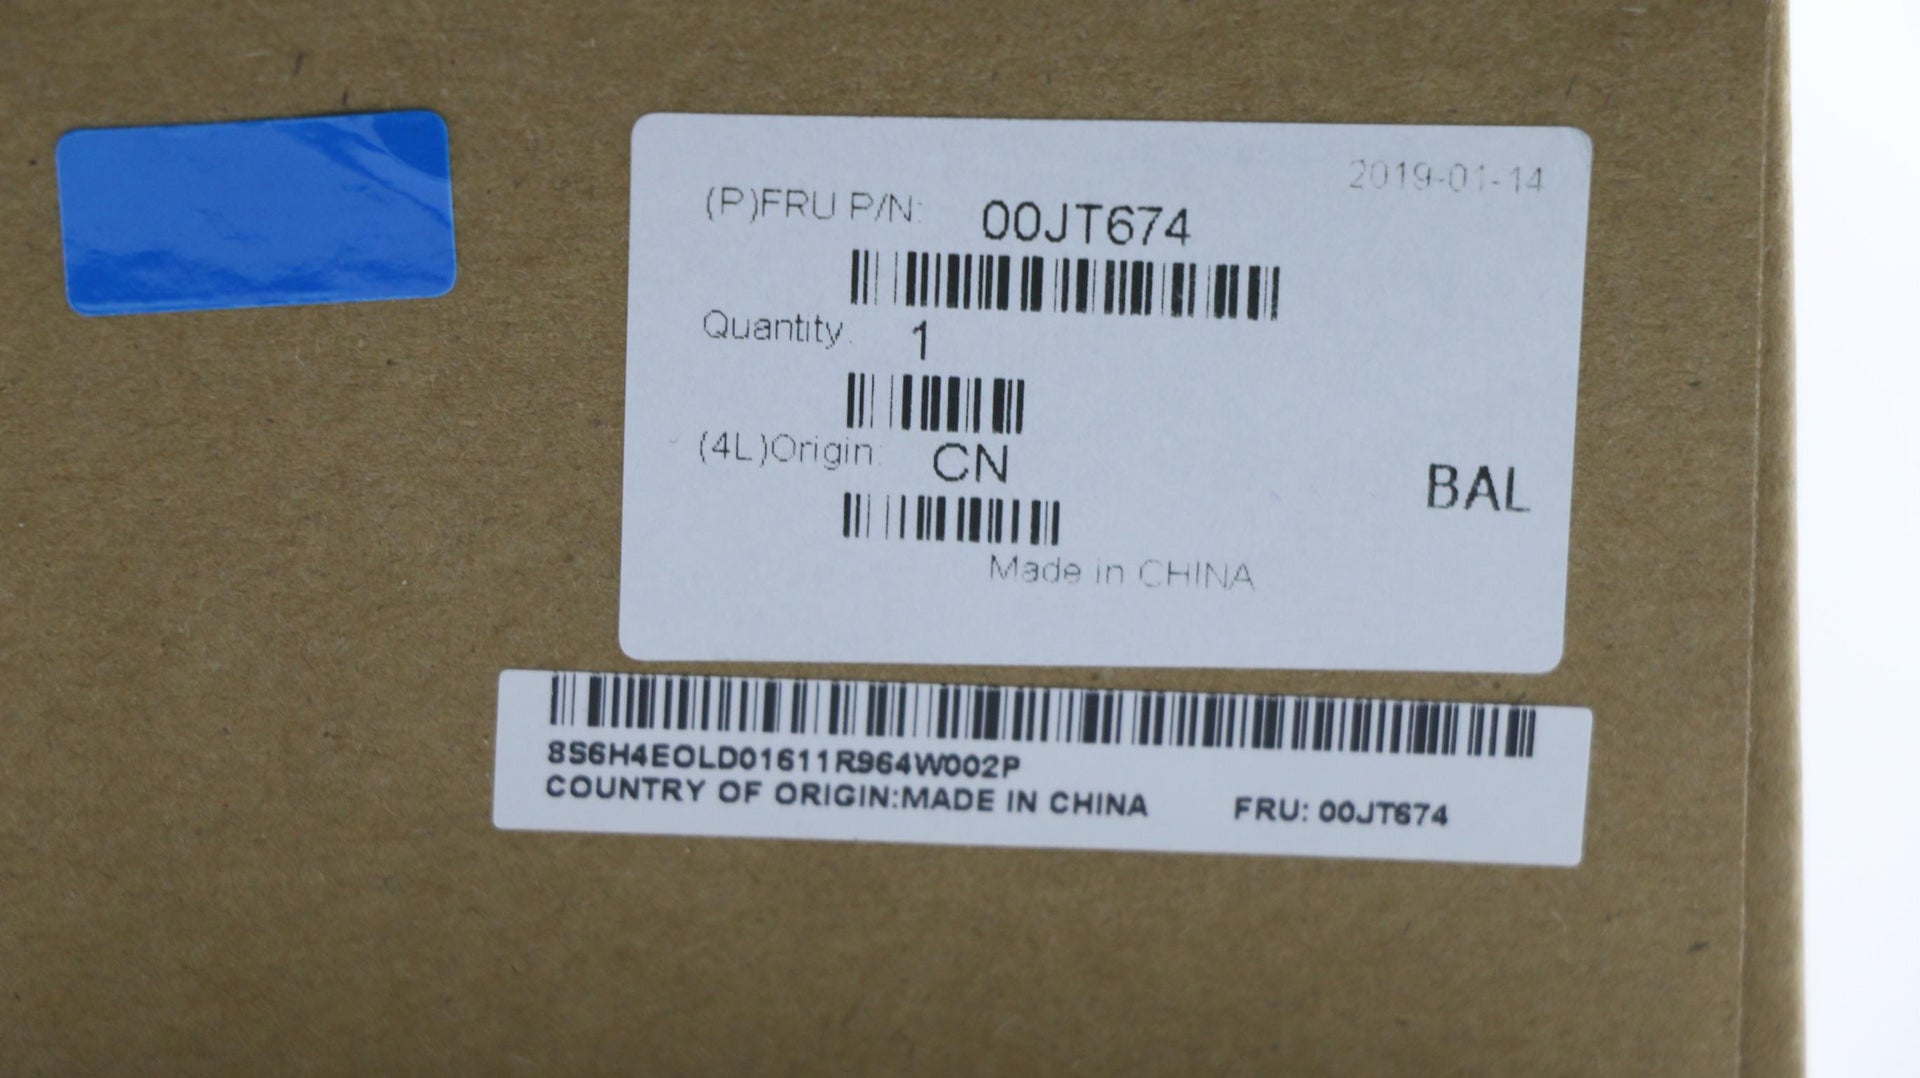 2019-01-14
(P)FRU P/N: 00JT674
Quantity: 1
(4L)Origin: CN
BAL
Made in CHINA
8S6H4EOLD01611R964W002P
COUNTRY OF ORIGIN:MADE IN CHINA FRU: 00JT674